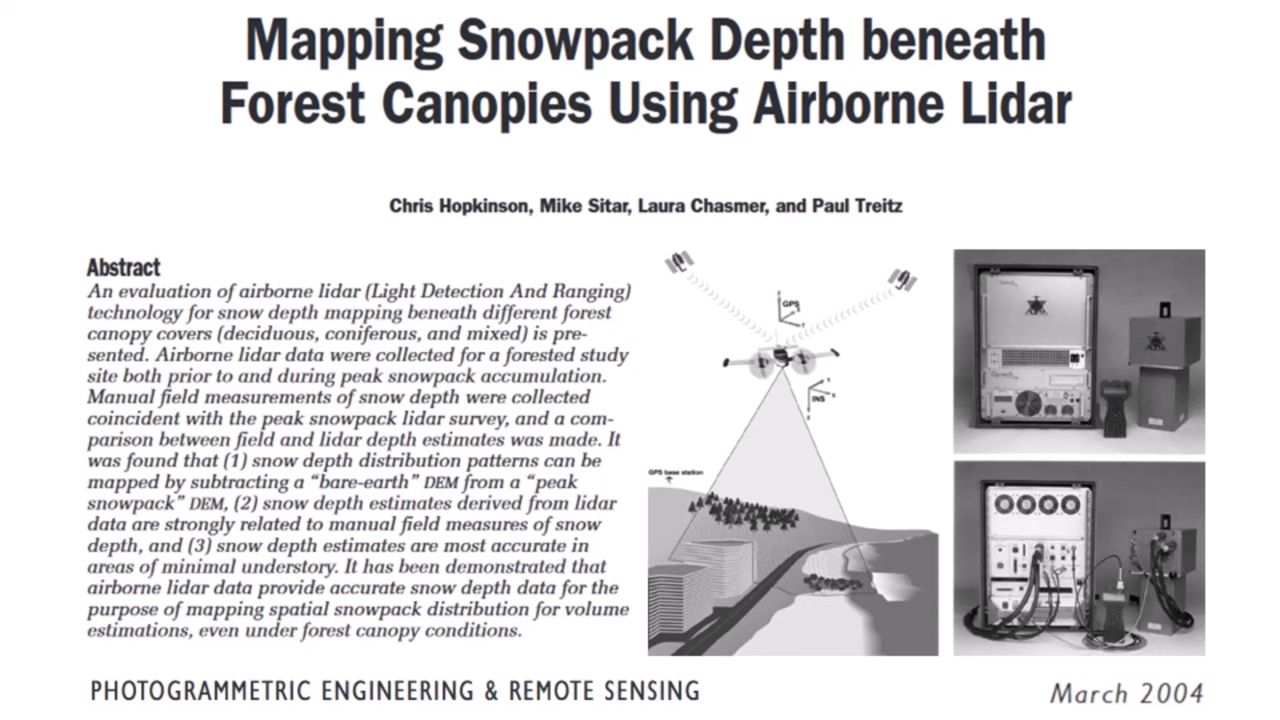 Mapping Snowpack Depth beneath
Forest Canopies Using Airborne Lidar
Chris Hopkinson, Mike Sitar, Laura Chasmer, and Paul Treitz
Abstract
An evaluation of airborne lidar (Light Detection And Ranging)
technology for snow depth mapping beneath different forest
canopy covers (deciduous, coniferous, and mixed) is pre-
sented. Airborne lidar data were collected for a forested study
site both prior to and during peak snowpack accumulation.
Manual field measurements of snow depth were collected
coincident with the peak snowpack lidar survey, and a com-
parison between field and lidar depth estimates was made. It
was found that (1) snow depth distribution patterns can be
mapped by subtracting a "bare-earth" DEM from a "peak
snowpack" DEM, (2) snow depth estimates derived from lidar
data are strongly related to manual field measures of snow
depth, and (3) snow depth estimates are most accurate in
areas of minimal understory. It has been demonstrated that
airborne lidar data provide accurate snow depth data for the
purpose of mapping spatial snowpack distribution for volume
estimations, even under forest canopy conditions.
GPS
INS
GPS base station
PHOTOGRAMMETRIC ENGINEERING & REMOTE SENSING
March 2004